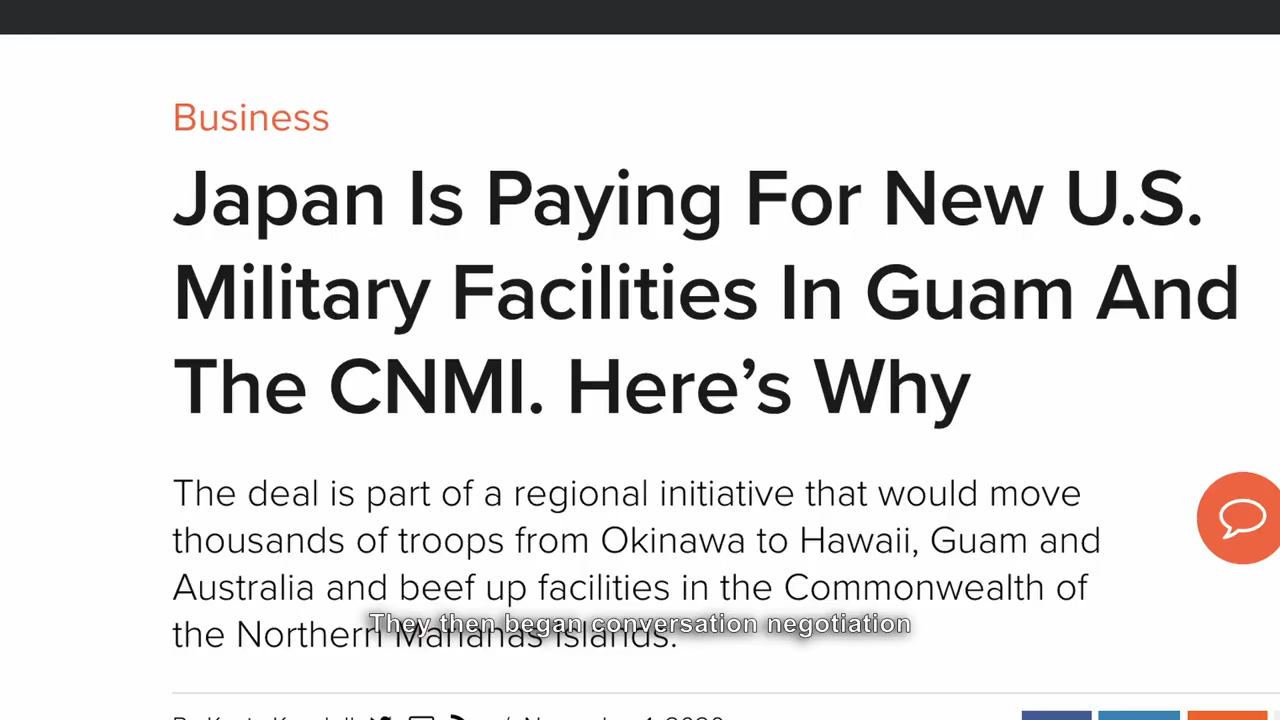 Business
Japan Is Paying For New U.S.
Military Facilities In Guam And
The CNMI. Here’s Why
The deal is part of a regional initiative that would move
thousands of troops from Okinawa to Hawaii, Guam and
Australia and beef up facilities in the Commonwealth of
the Northern Marianas Islands.
They then began conversation negotiation